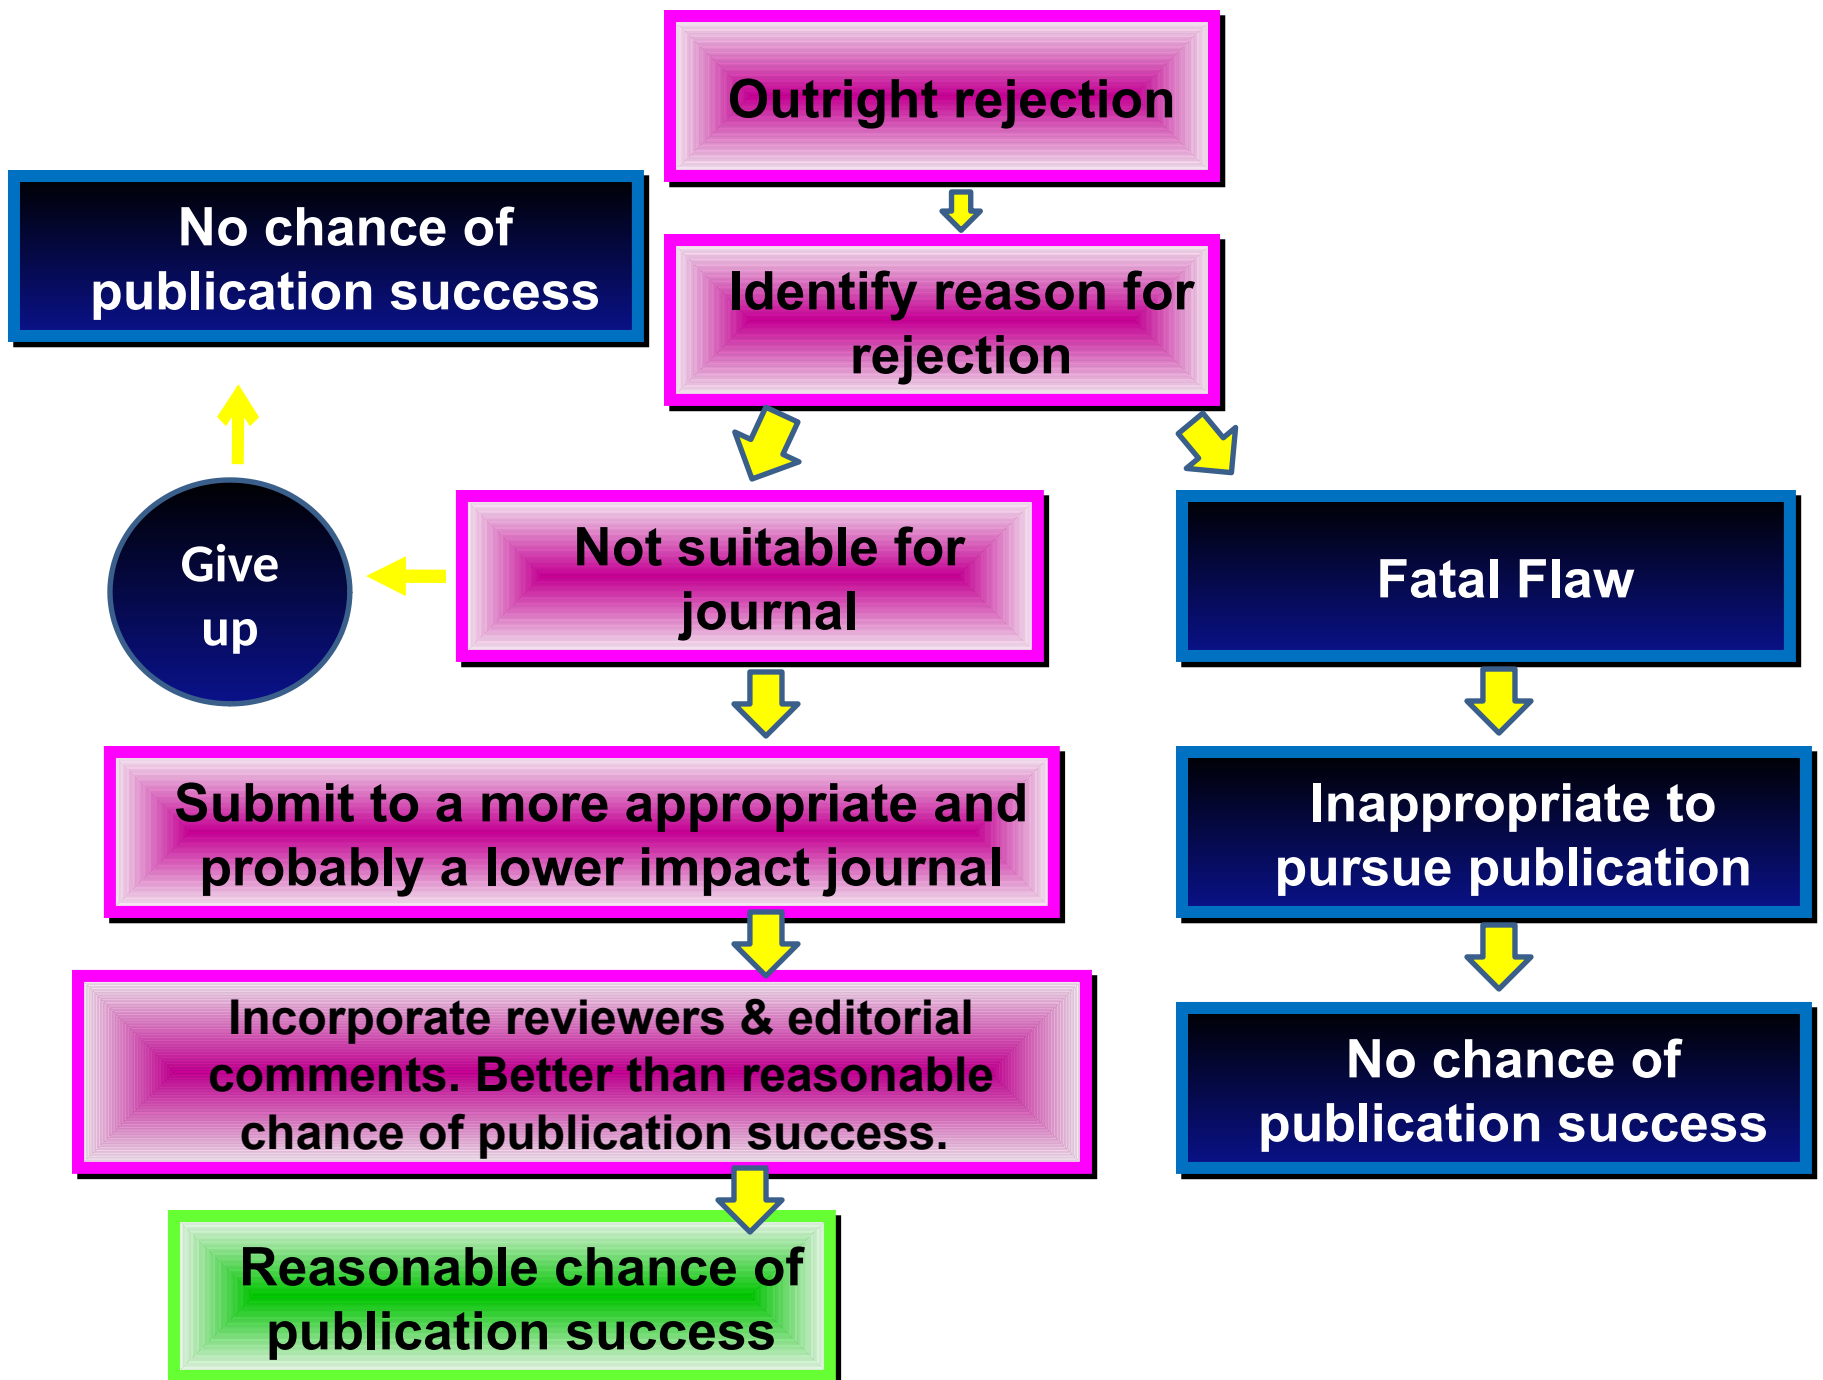 Outright rejection
No chance of
publication success
Identify reason for
rejection
Give
up
Not suitable for
journal
Fatal Flaw
Submit to a more appropriate and
probably a lower impact journal
Inappropriate to
pursue publication
Incorporate reviewers & editorial
comments. Better than reasonable
chance of publication success.
No chance of
publication success
Reasonable chance of
publication success